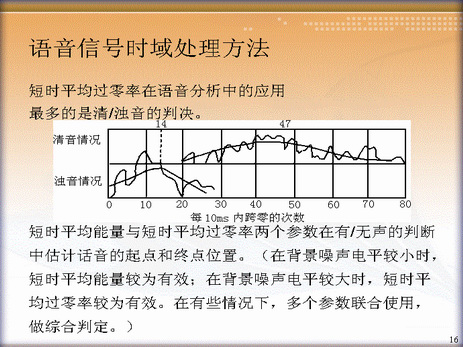 语音信号时域处理方法
短时平均过零率在语音分析中的应用
最多的是清/浊音的判决。
14 47
清音情况
浊音情况
0 10 20 30 40 50 60 70 80
每10ms内跨零的次数
短时平均能量与短时平均过零率两个参数在有/无声的判断
中估计话音的起点和终点位置。（在背景噪声电平较小时，
短时平均能量较为有效；在背景噪声电平较大时，短时平
均过零率较为有效。在有些情况下，多个参数联合使用，
做综合判定。）
16